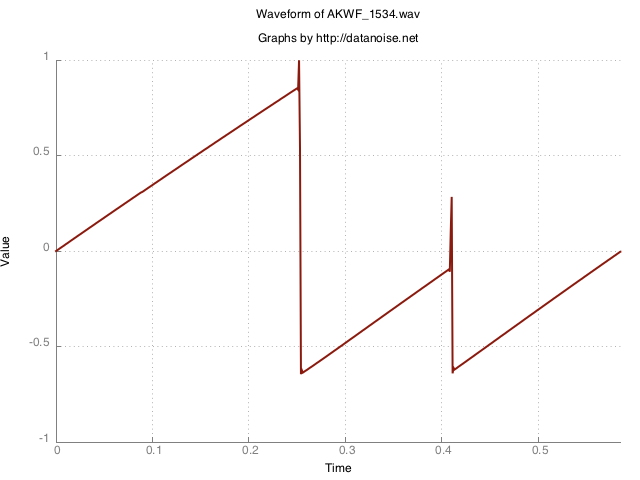 Waveform of AKWF_1534.wav
Graphs by http://datanoise.net
1
0.5
0
-0.5
-1
Value
0 0.1 0.2 0.3 0.4 0.5
Time